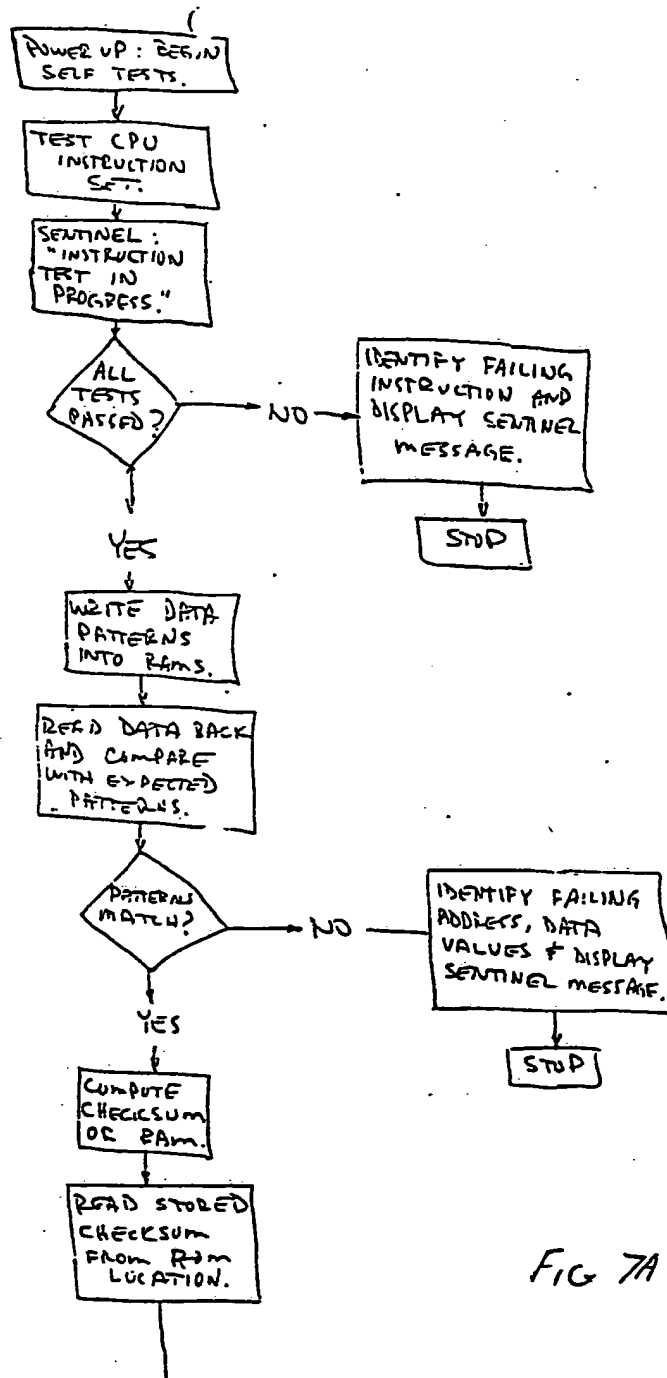 POWER UP: BEGIN
SELF TESTS.
TEST CPU
INSTRUCTION
SET.
SENTINEL:
"INSTRUCTION
TEST IN
PROGRESS."
ALL
TESTS
PASSED?
NO
IDENTIFY FAILING
INSTRUCTION AND
DISPLAY SENTINEL
MESSAGE.
STOP
YES
WRITE DATA
PATTERNS
INTO RAMS.
READ DATA BACK
AND COMPARE
WITH EXPECTED
PATTERNS.
PATTERNS
MATCH?
NO
IDENTIFY FAILING
ADDRESS, DATA
VALUES & DISPLAY
SENTINEL MESSAGE.
STOP
YES
COMPUTE
CHECKSUM
OF RAM.
READ STORED
CHECKSUM
FROM ROM
LOCATION.
FIG 7A